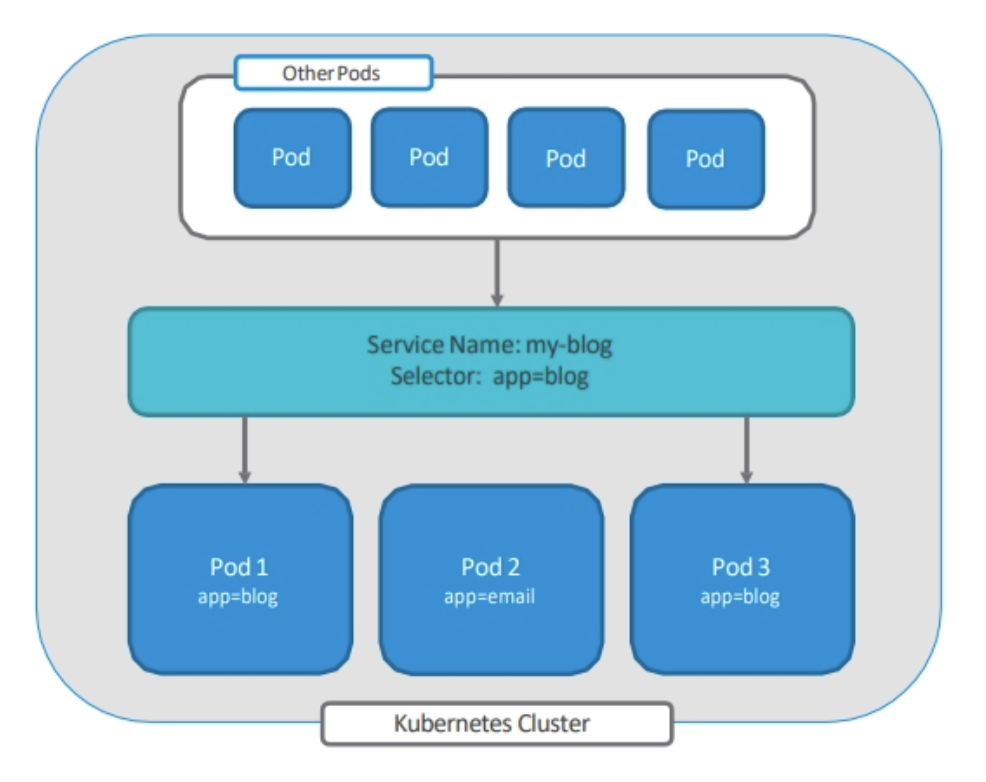 Other Pods
Pod
Pod
Pod
Pod
Service Name: my-blog
Selector: app=blog
Pod 1
app=blog
Pod 2
app=email
Pod 3
app=blog
Kubernetes Cluster